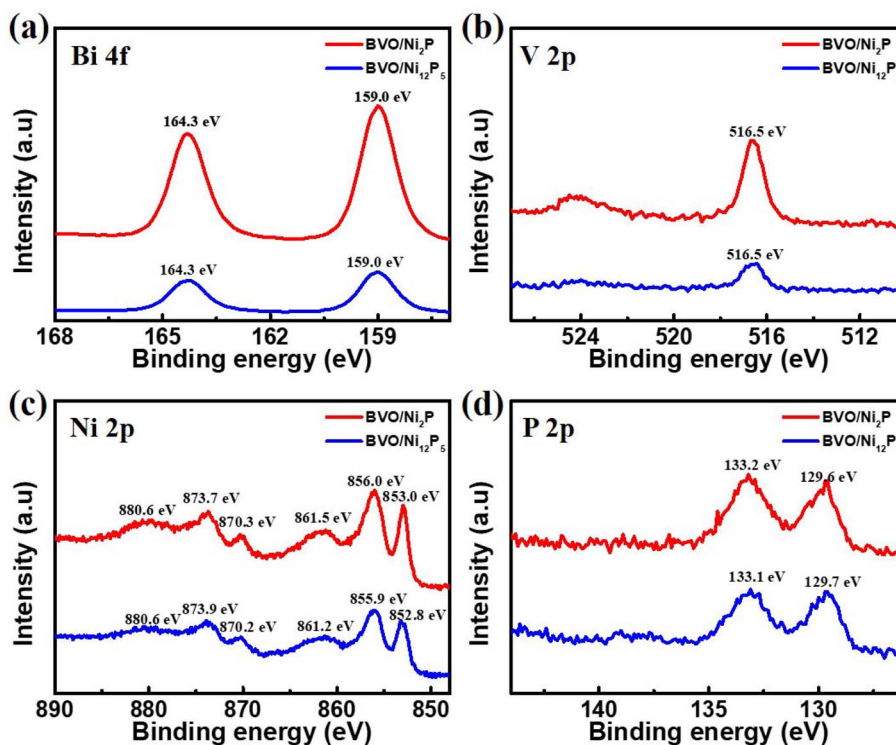 (a)
Bi 4f
BVO/Ni₂P
BVO/Ni₁₂P₅
164.3 eV
159.0 eV
164.3 eV
159.0 eV
Intensity (a.u)
168
165
162
159
Binding energy (eV)
(b)
V 2p
BVO/Ni₂P
BVO/Ni₁₂P
516.5 eV
516.5 eV
Intensity (a.u)
524
520
516
512
Binding energy (eV)
(c)
Ni 2p
BVO/Ni₂P
BVO/Ni₁₂P₅
880.6 eV
873.7 eV
870.3 eV
861.5 eV
856.0 eV
853.0 eV
880.6 eV
873.9 eV
870.2 eV
861.2 eV
855.9 eV
852.8 eV
Intensity (a.u)
890
880
870
860
850
Binding energy (eV)
(d)
P 2p
BVO/Ni₂P
BVO/Ni₁₂P
133.2 eV
129.6 eV
133.1 eV
129.7 eV
Intensity (a.u)
140
135
130
Binding energy (eV)